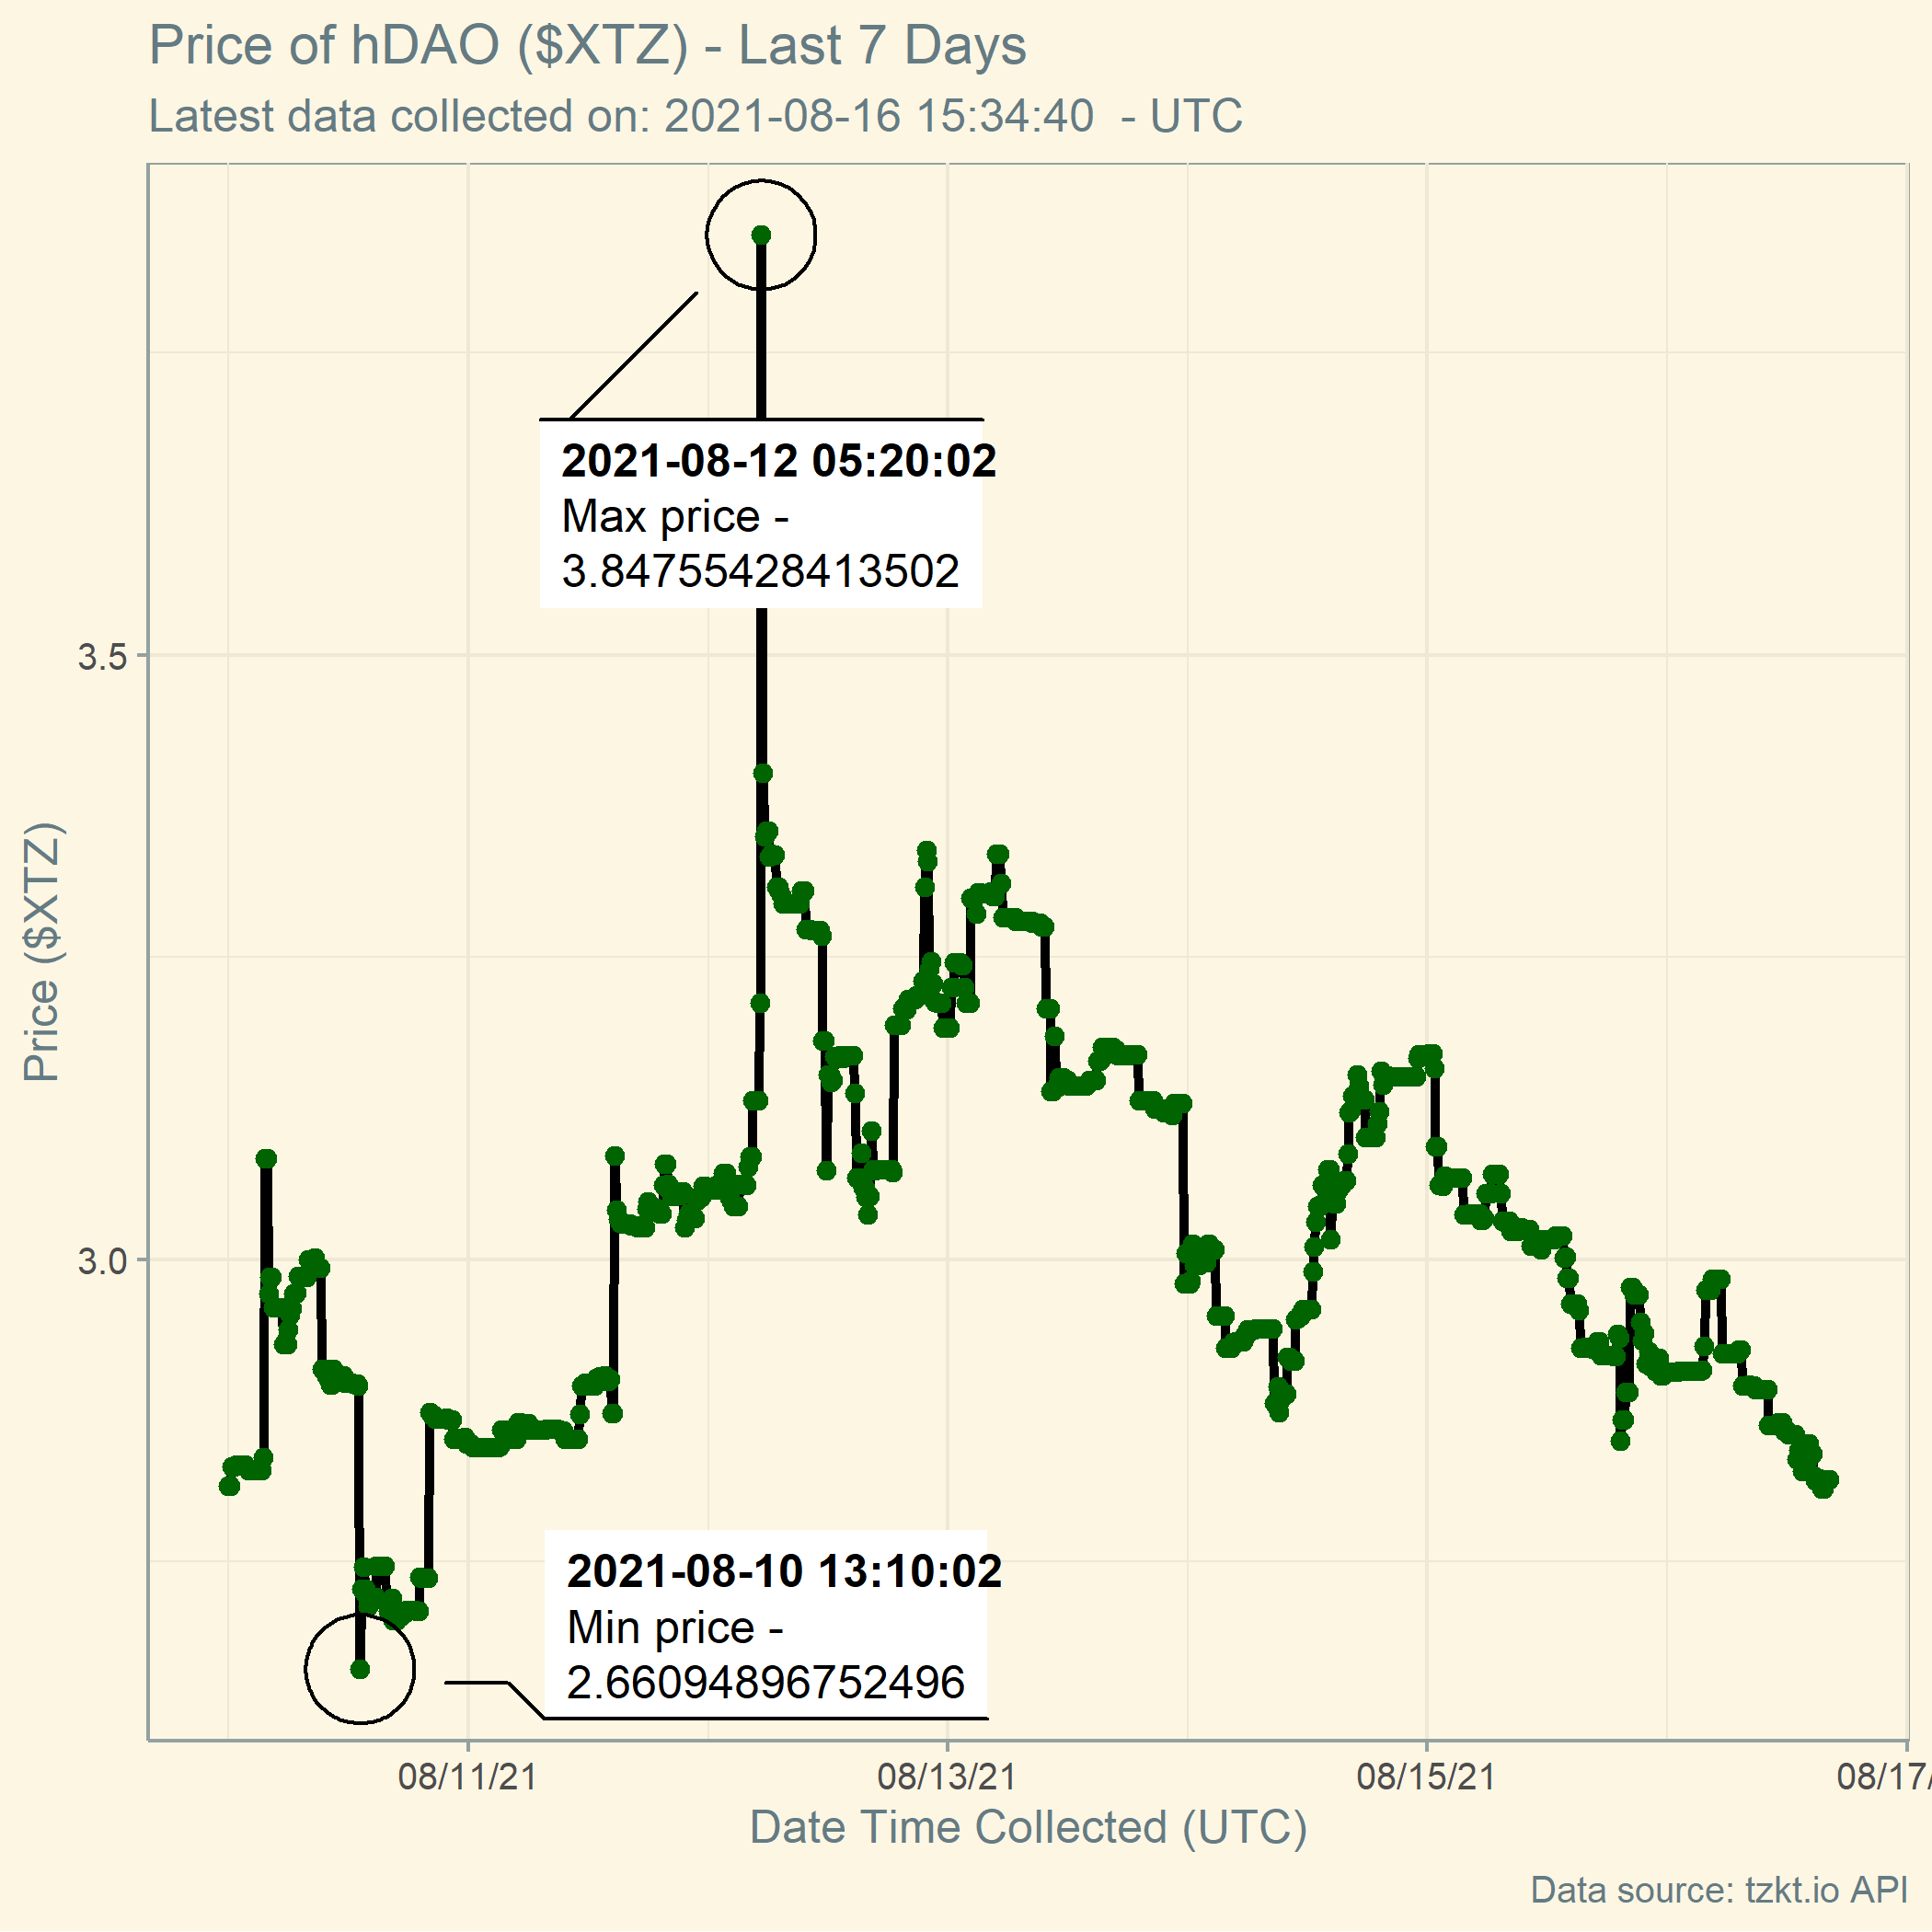 Price of hDAO ($XTZ) - Last 7 Days
Latest data collected on: 2021-08-16 15:34:40  - UTC
2021-08-12 05:20:02
Max price -
3.84755428413502
3.5
Price ($XTZ)
3.0
2021-08-10 13:10:02
Min price -
2.66094896752496
08/11/21 08/13/21 08/15/21 08/17/
Date Time Collected (UTC)
Data source: tzkt.io API